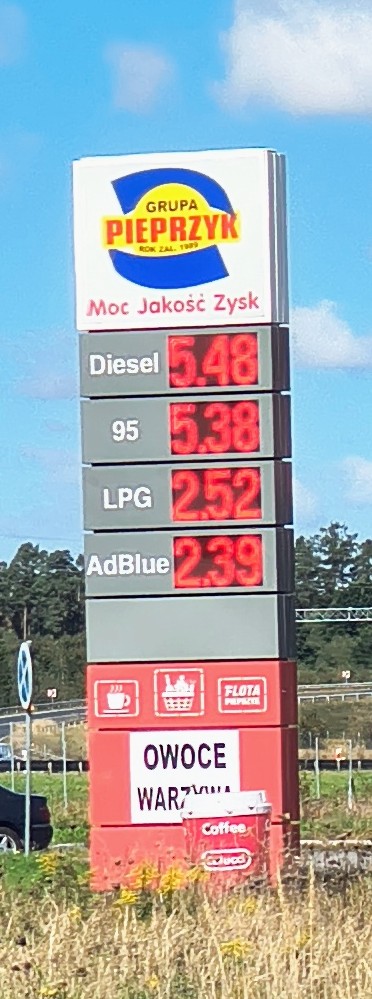 GRUPA
PIEPRZYK
ROK ZAŁ. 1989
Moc Jakość Zysk
Diesel 5.48
95 5.38
LPG 2.52
AdBlue 2.39
FLOTA
PIEPRZYK
OWOCE
WARZYWA
Coffee